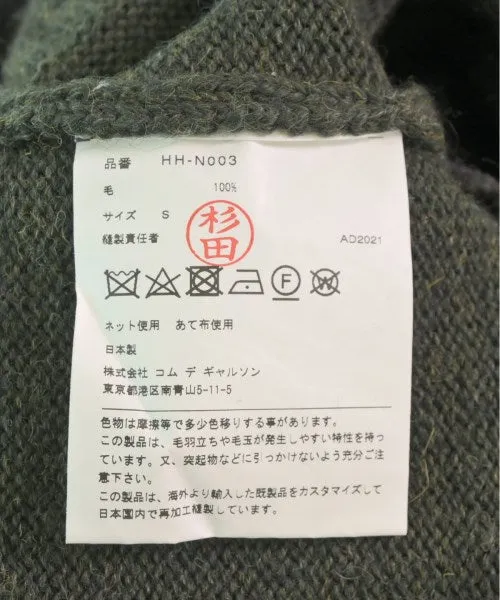 品番 HH-N003
毛 100%
サイズ S
杉田
縫製責任者 AD2021
F
W
ネット使用 あて布使用
日本製
株式会社 コム デ ギャルソン
東京都港区南青山5-11-5
色物は摩擦等で多少色移りする事があります。
この製品は、毛羽立ちや毛玉が発生しやすい特性を持っ
ています。又、突起物などに引っかけないよう充分ご注
意下さい。
この製品は、海外より輸入した既製品をカスタマイズして
日本国内で再加工縫製しています。